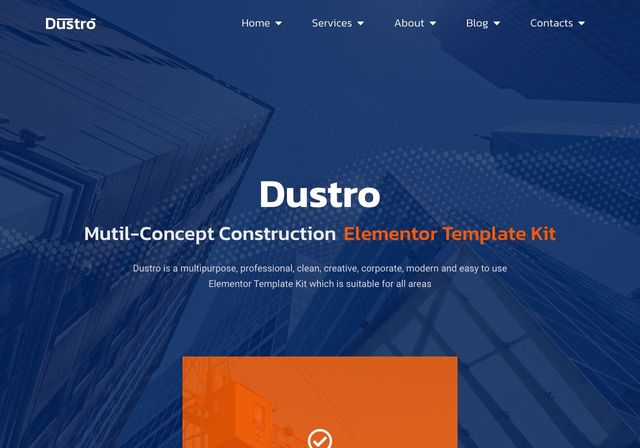 Dustro
Home Services About Blog Contacts
Dustro
Mutil-Concept Construction Elementor Template Kit
Dustro is a multipurpose, professional, clean, creative, corporate, modern and easy to use
Elementor Template Kit which is suitable for all areas